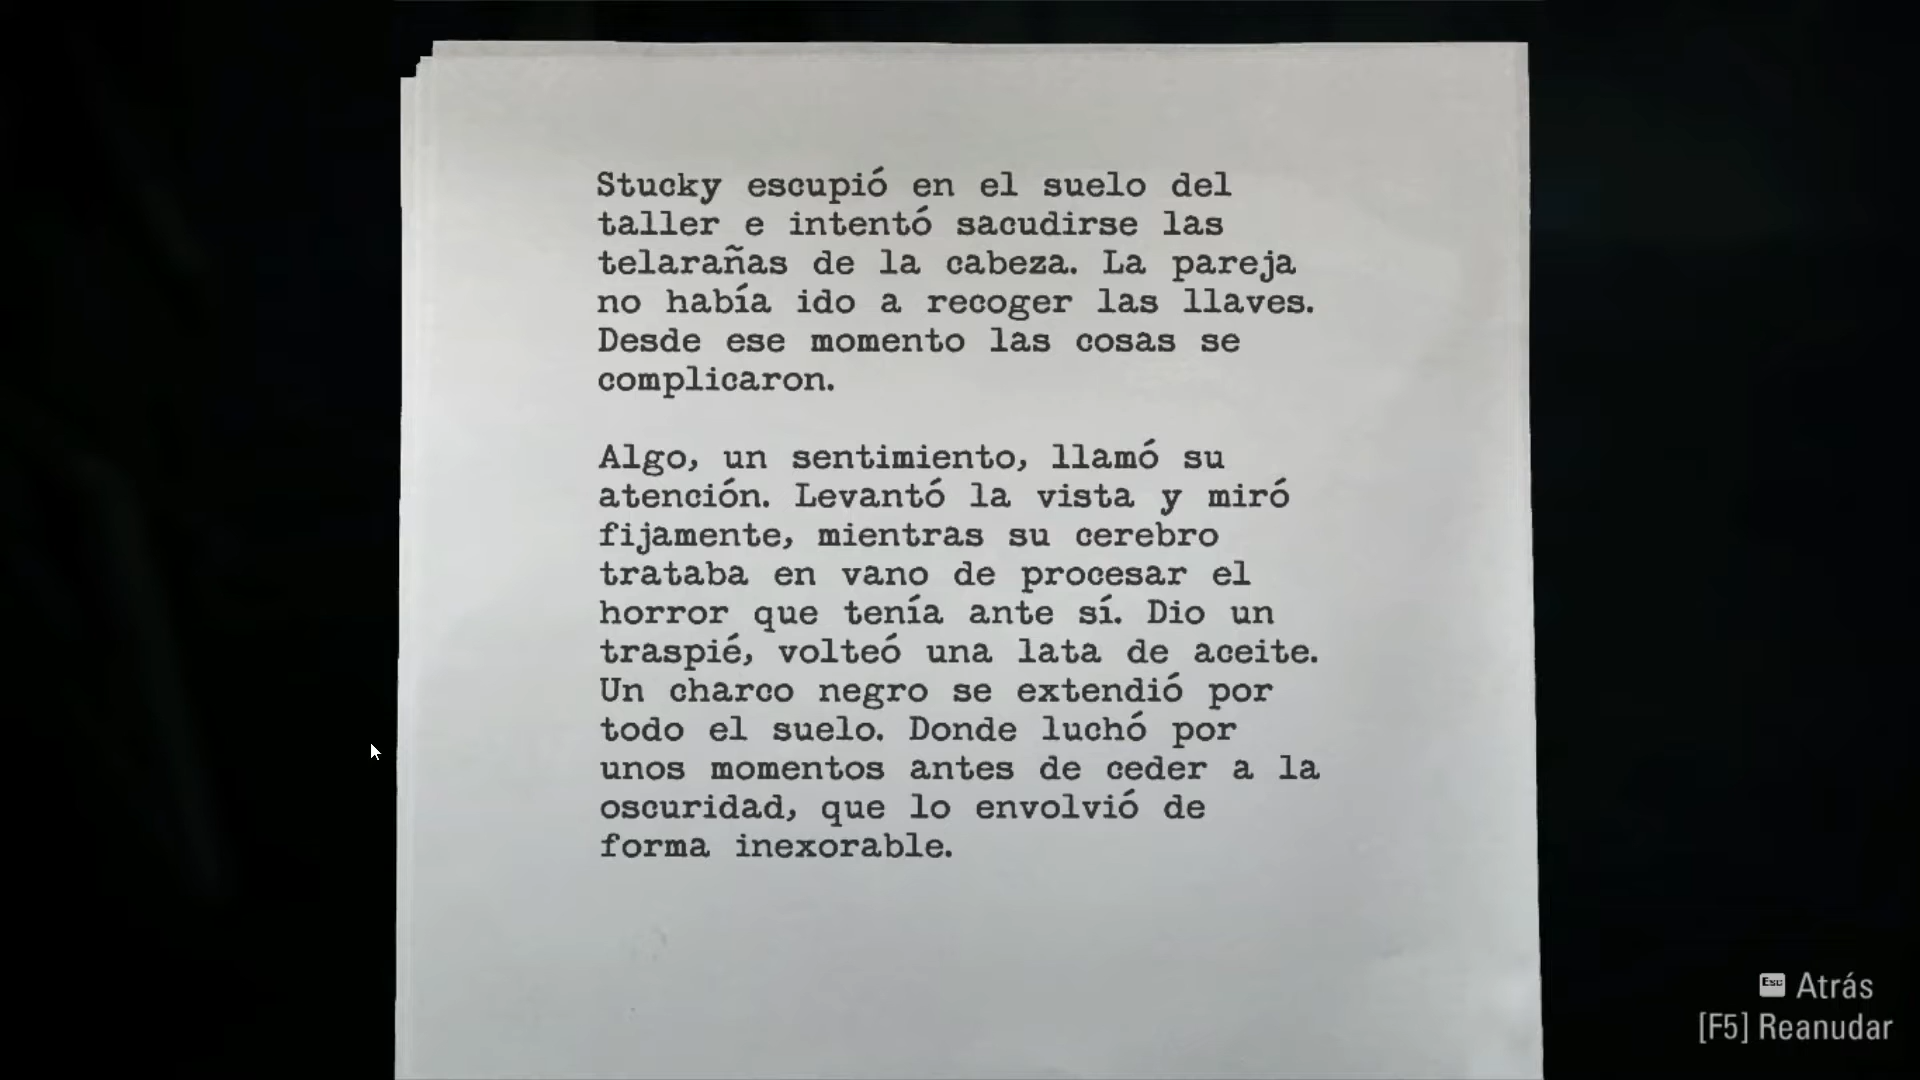 Stucky escupió en el suelo del
taller e intentó sacudirse las
telarañas de la cabeza. La pareja
no había ido a recoger las llaves.
Desde ese momento las cosas se
complicaron.
Algo, un sentimiento, llamó su
atención. Levantó la vista y miró
fijamente, mientras su cerebro
trataba en vano de procesar el
horror que tenía ante sí. Dio un
traspié, volteó una lata de aceite.
Un charco negro se extendió por
todo el suelo. Donde luchó por
unos momentos antes de ceder a la
oscuridad, que lo envolvió de
forma inexorable.
Esc Atrás
[F5] Reanudar